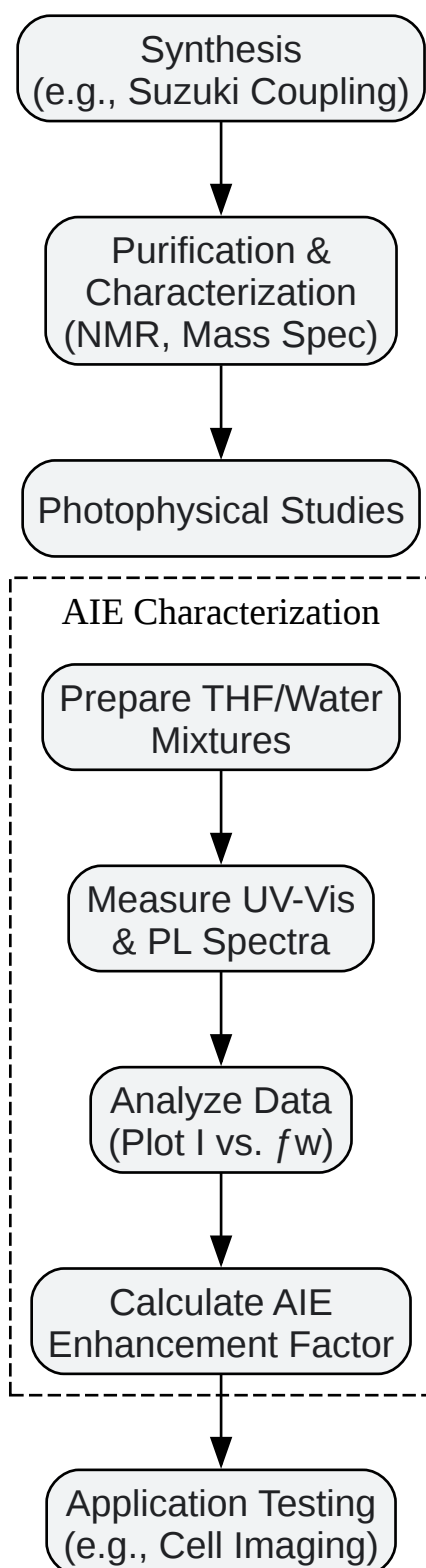 Synthesis
(e.g., Suzuki Coupling)
Purification &
Characterization
(NMR, Mass Spec)
Photophysical Studies
AIE Characterization
Prepare THF/Water
Mixtures
Measure UV-Vis
& PL Spectra
Analyze Data
(Plot I vs. ƒw)
Calculate AIE
Enhancement Factor
Application Testing
(e.g., Cell Imaging)